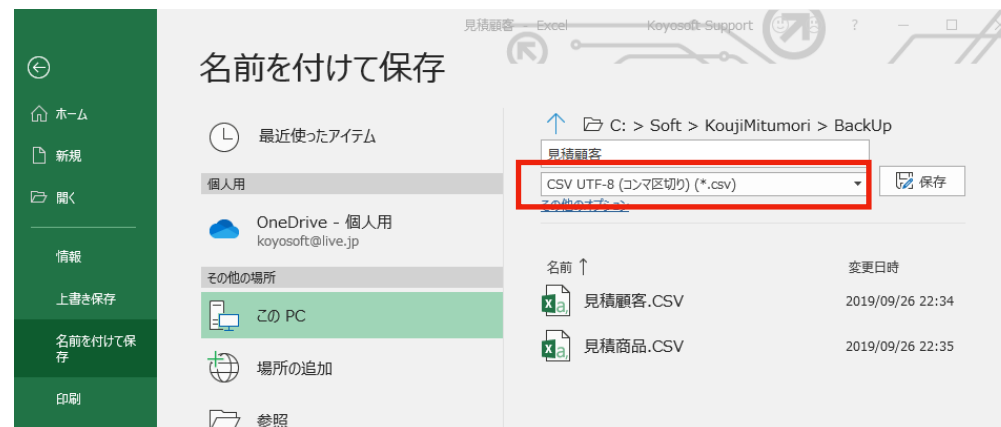 見積顧客 - Excel Koyosoft Support ?
名前を付けて保存
ホーム
新規
開く
情報
上書き保存
名前を付けて保
存
印刷
最近使ったアイテム
個人用
OneDrive - 個人用
koyosoft@live.jp
その他の場所
この PC
場所の追加
参照
C: > Soft > KoujiMitumori > BackUp
見積顧客
CSV UTF-8 (コンマ区切り) (*.csv)
保存
その他のオプション
名前 ↑ 変更日時
見積顧客.CSV 2019/09/26 22:34
見積商品.CSV 2019/09/26 22:35